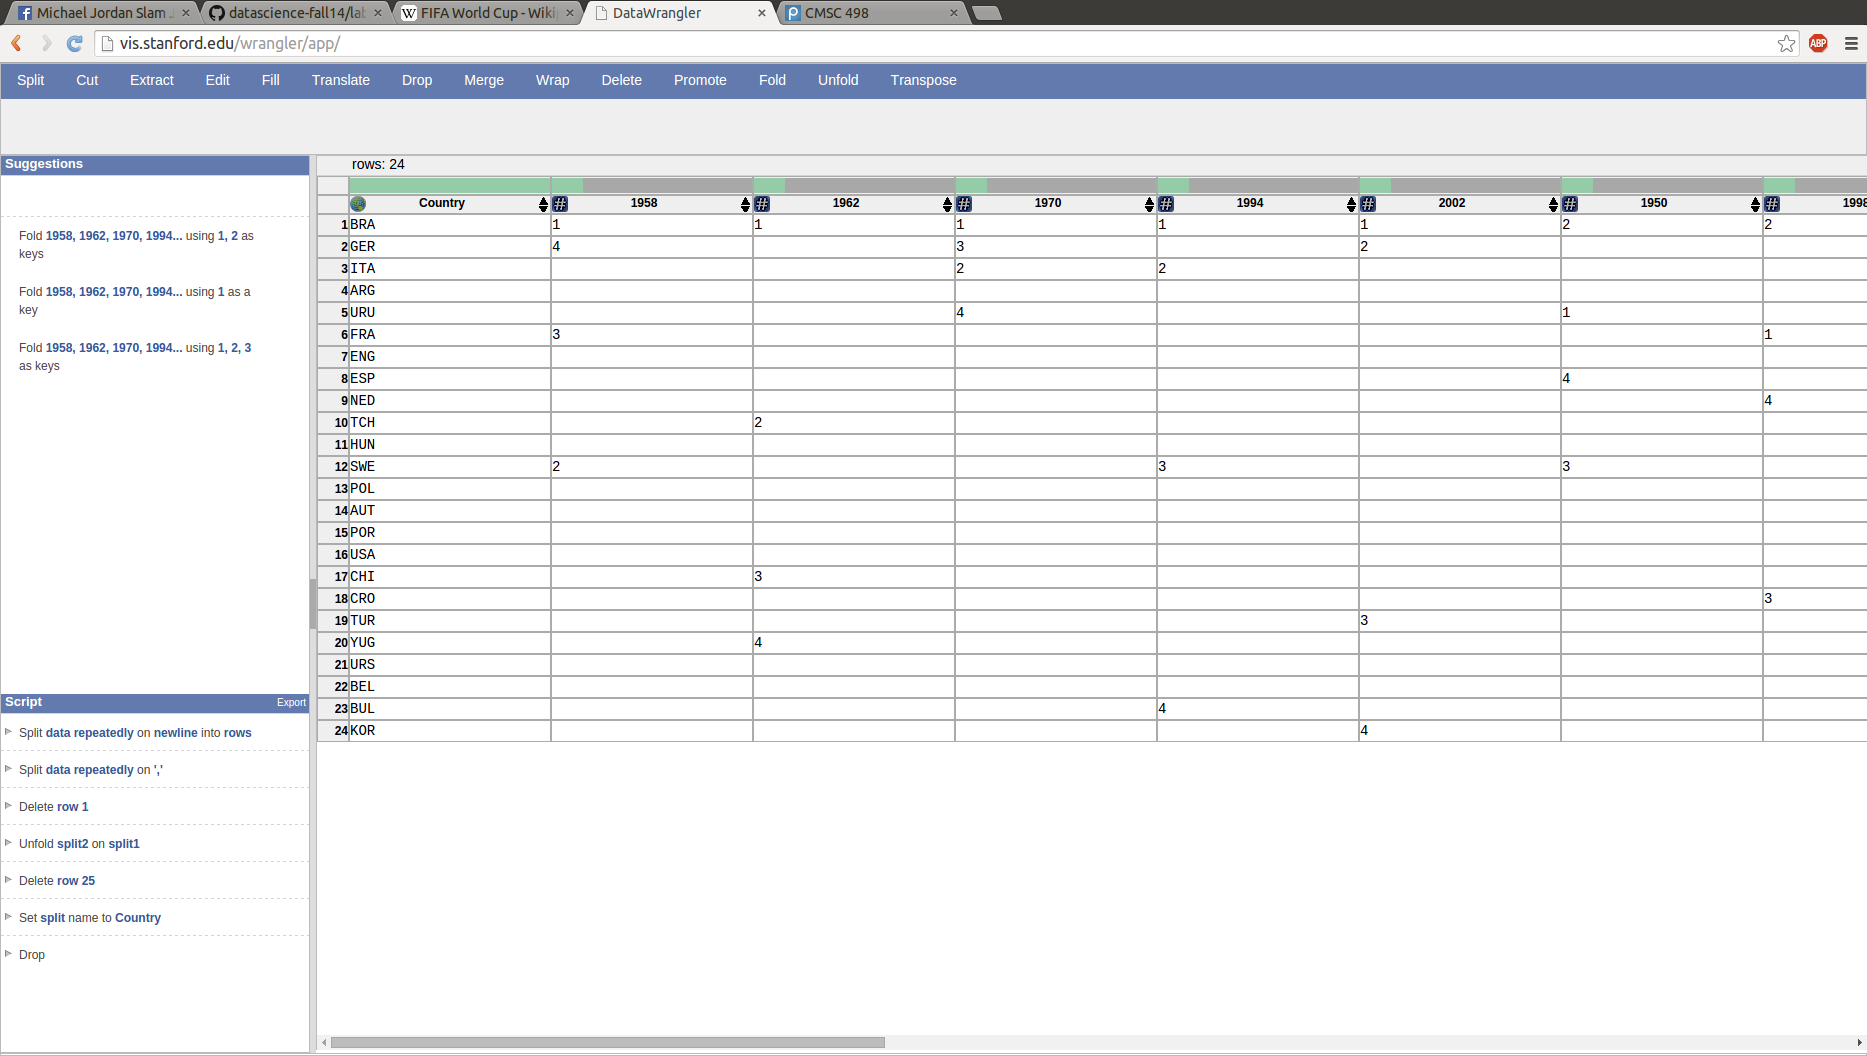 Michael Jordan Slam datascience-fall14/lab FIFA World Cup - Wiki DataWrangler CMSC 498
vis.stanford.edu/wrangler/app/ ABP
Split Cut Extract Edit Fill Translate Drop Merge Wrap Delete Promote Fold Unfold Transpose
Suggestions
Fold 1958, 1962, 1970, 1994... using 1, 2 as
keys
Fold 1958, 1962, 1970, 1994... using 1 as a
key
Fold 1958, 1962, 1970, 1994... using 1, 2, 3
as keys
Script Export
Split data repeatedly on newline into rows
Split data repeatedly on ','
Delete row 1
Unfold split2 on split1
Delete row 25
Set split name to Country
Drop
rows: 24
Country # 1958 # 1962 # 1970 # 1994 # 2002 # 1950 # 1998
1 BRA 1 1 1 1 1 2 2
2 GER 4 3 2
3 ITA 2 2
4 ARG
5 URU 4 1
6 FRA 3 1
7 ENG
8 ESP 4
9 NED 4
10 TCH 2
11 HUN
12 SWE 2 3 3
13 POL
14 AUT
15 POR
16 USA
17 CHI 3
18 CRO 3
19 TUR 3
20 YUG 4
21 URS
22 BEL
23 BUL 4
24 KOR 4